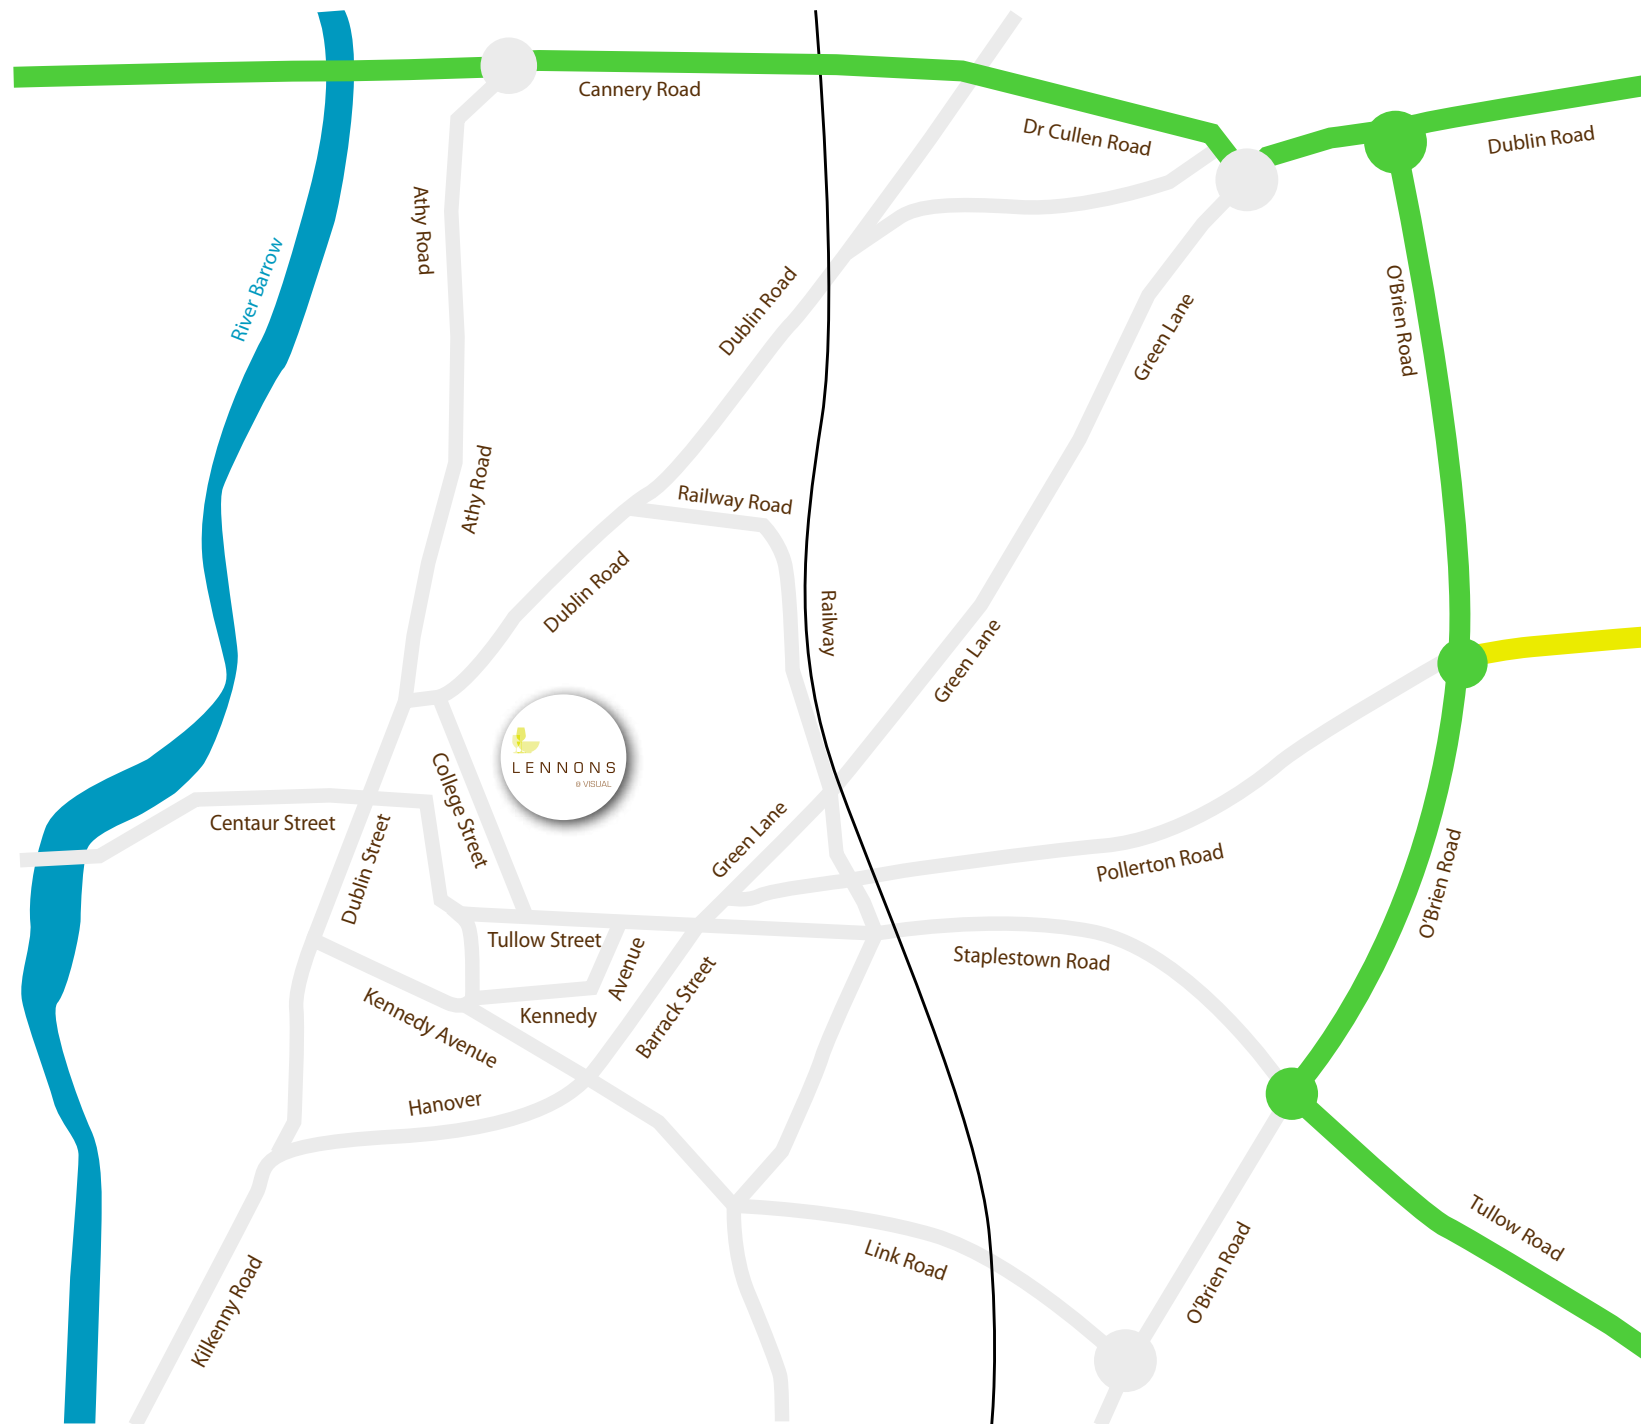 Cannery Road
Dr Cullen Road
Dublin Road
Athy Road
River Barrow
Dublin Road
Green Lane
O'Brien Road
Athy Road
Railway Road
Dublin Road
Railway
Green Lane
LENNONS
@ VISUAL
College Street
Centaur Street
Dublin Street
Green Lane
Pollerton Road
O'Brien Road
Tullow Street
Avenue
Staplestown Road
Kennedy Avenue
Kennedy
Barrack Street
Hanover
Link Road
O'Brien Road
Tullow Road
Kilkenny Road